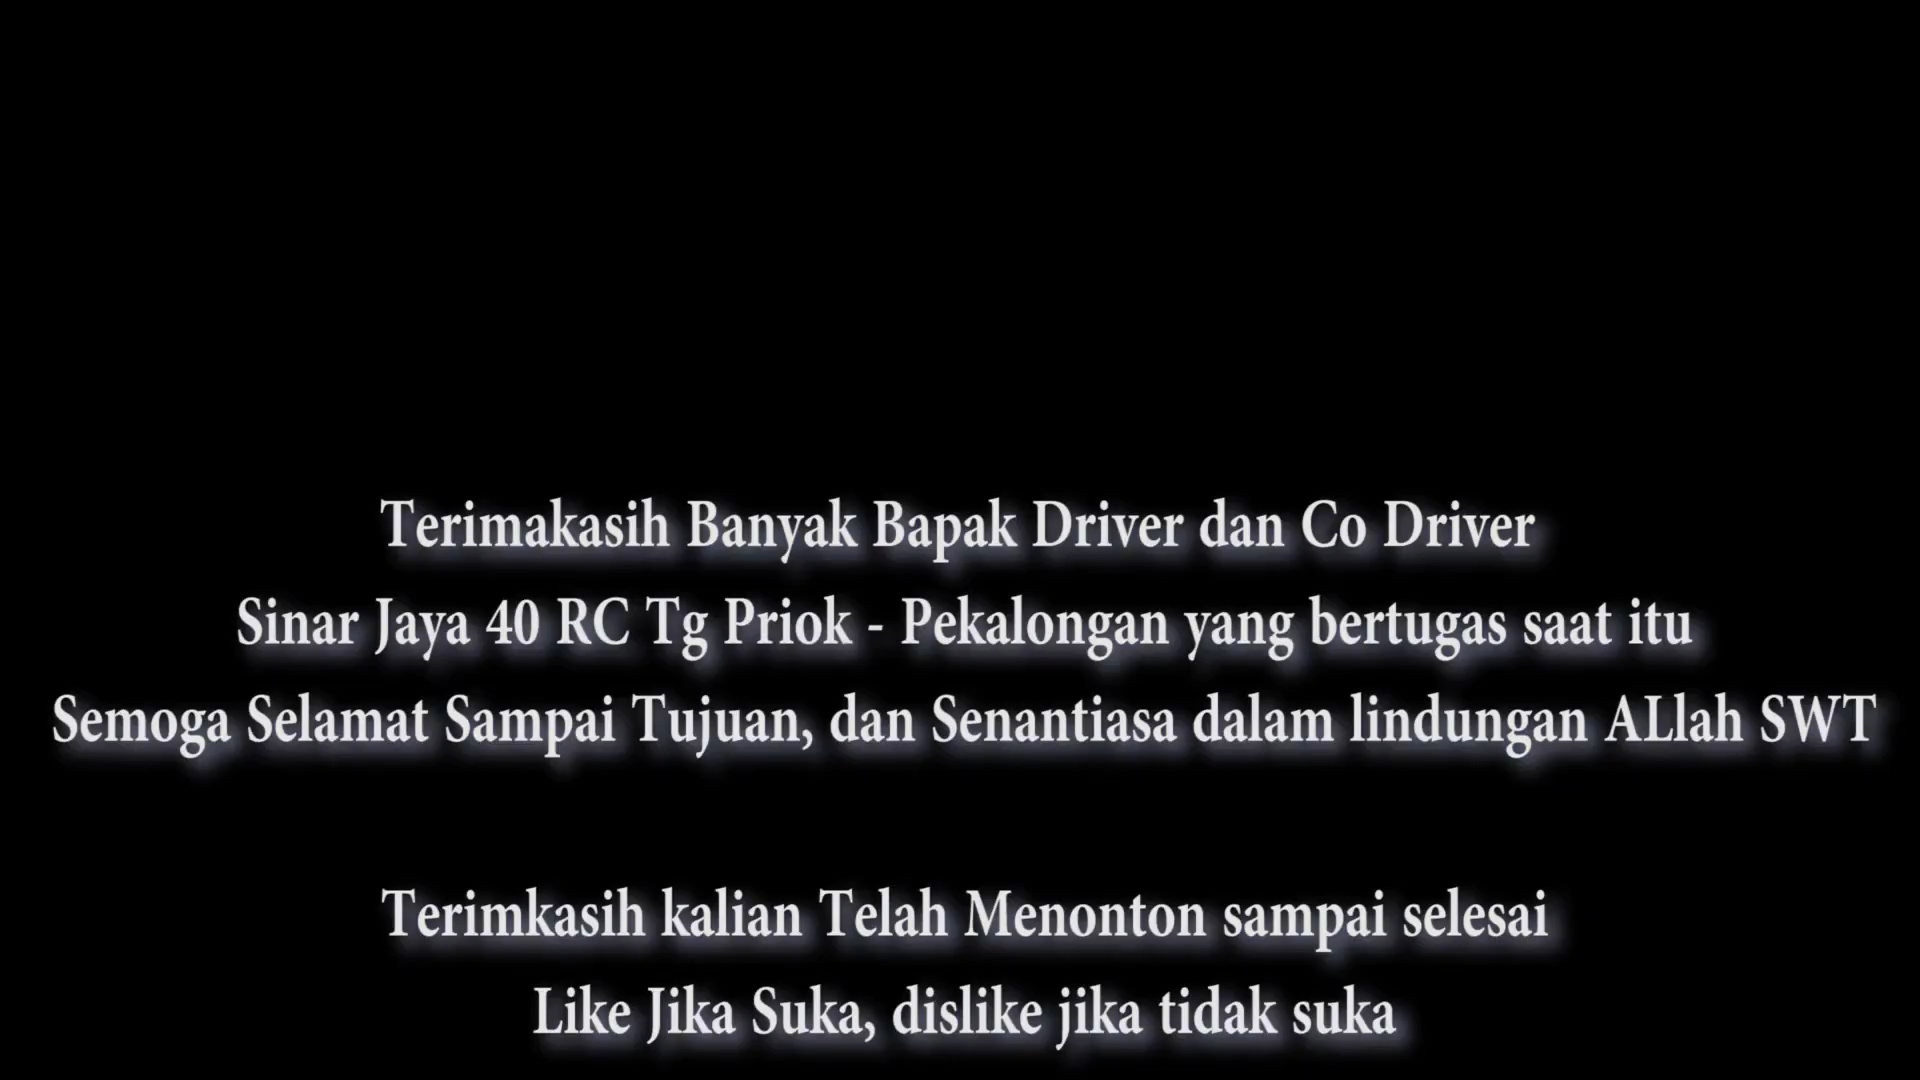 Terimakasih Banyak Bapak Driver dan Co Driver
Sinar Jaya 40 RC Tg Priok - Pekalongan yang bertugas saat itu
Semoga Selamat Sampai Tujuan, dan Senantiasa dalam lindungan ALlah SWT
Terimkasih kalian Telah Menonton sampai selesai
Like Jika Suka, dislike jika tidak suka